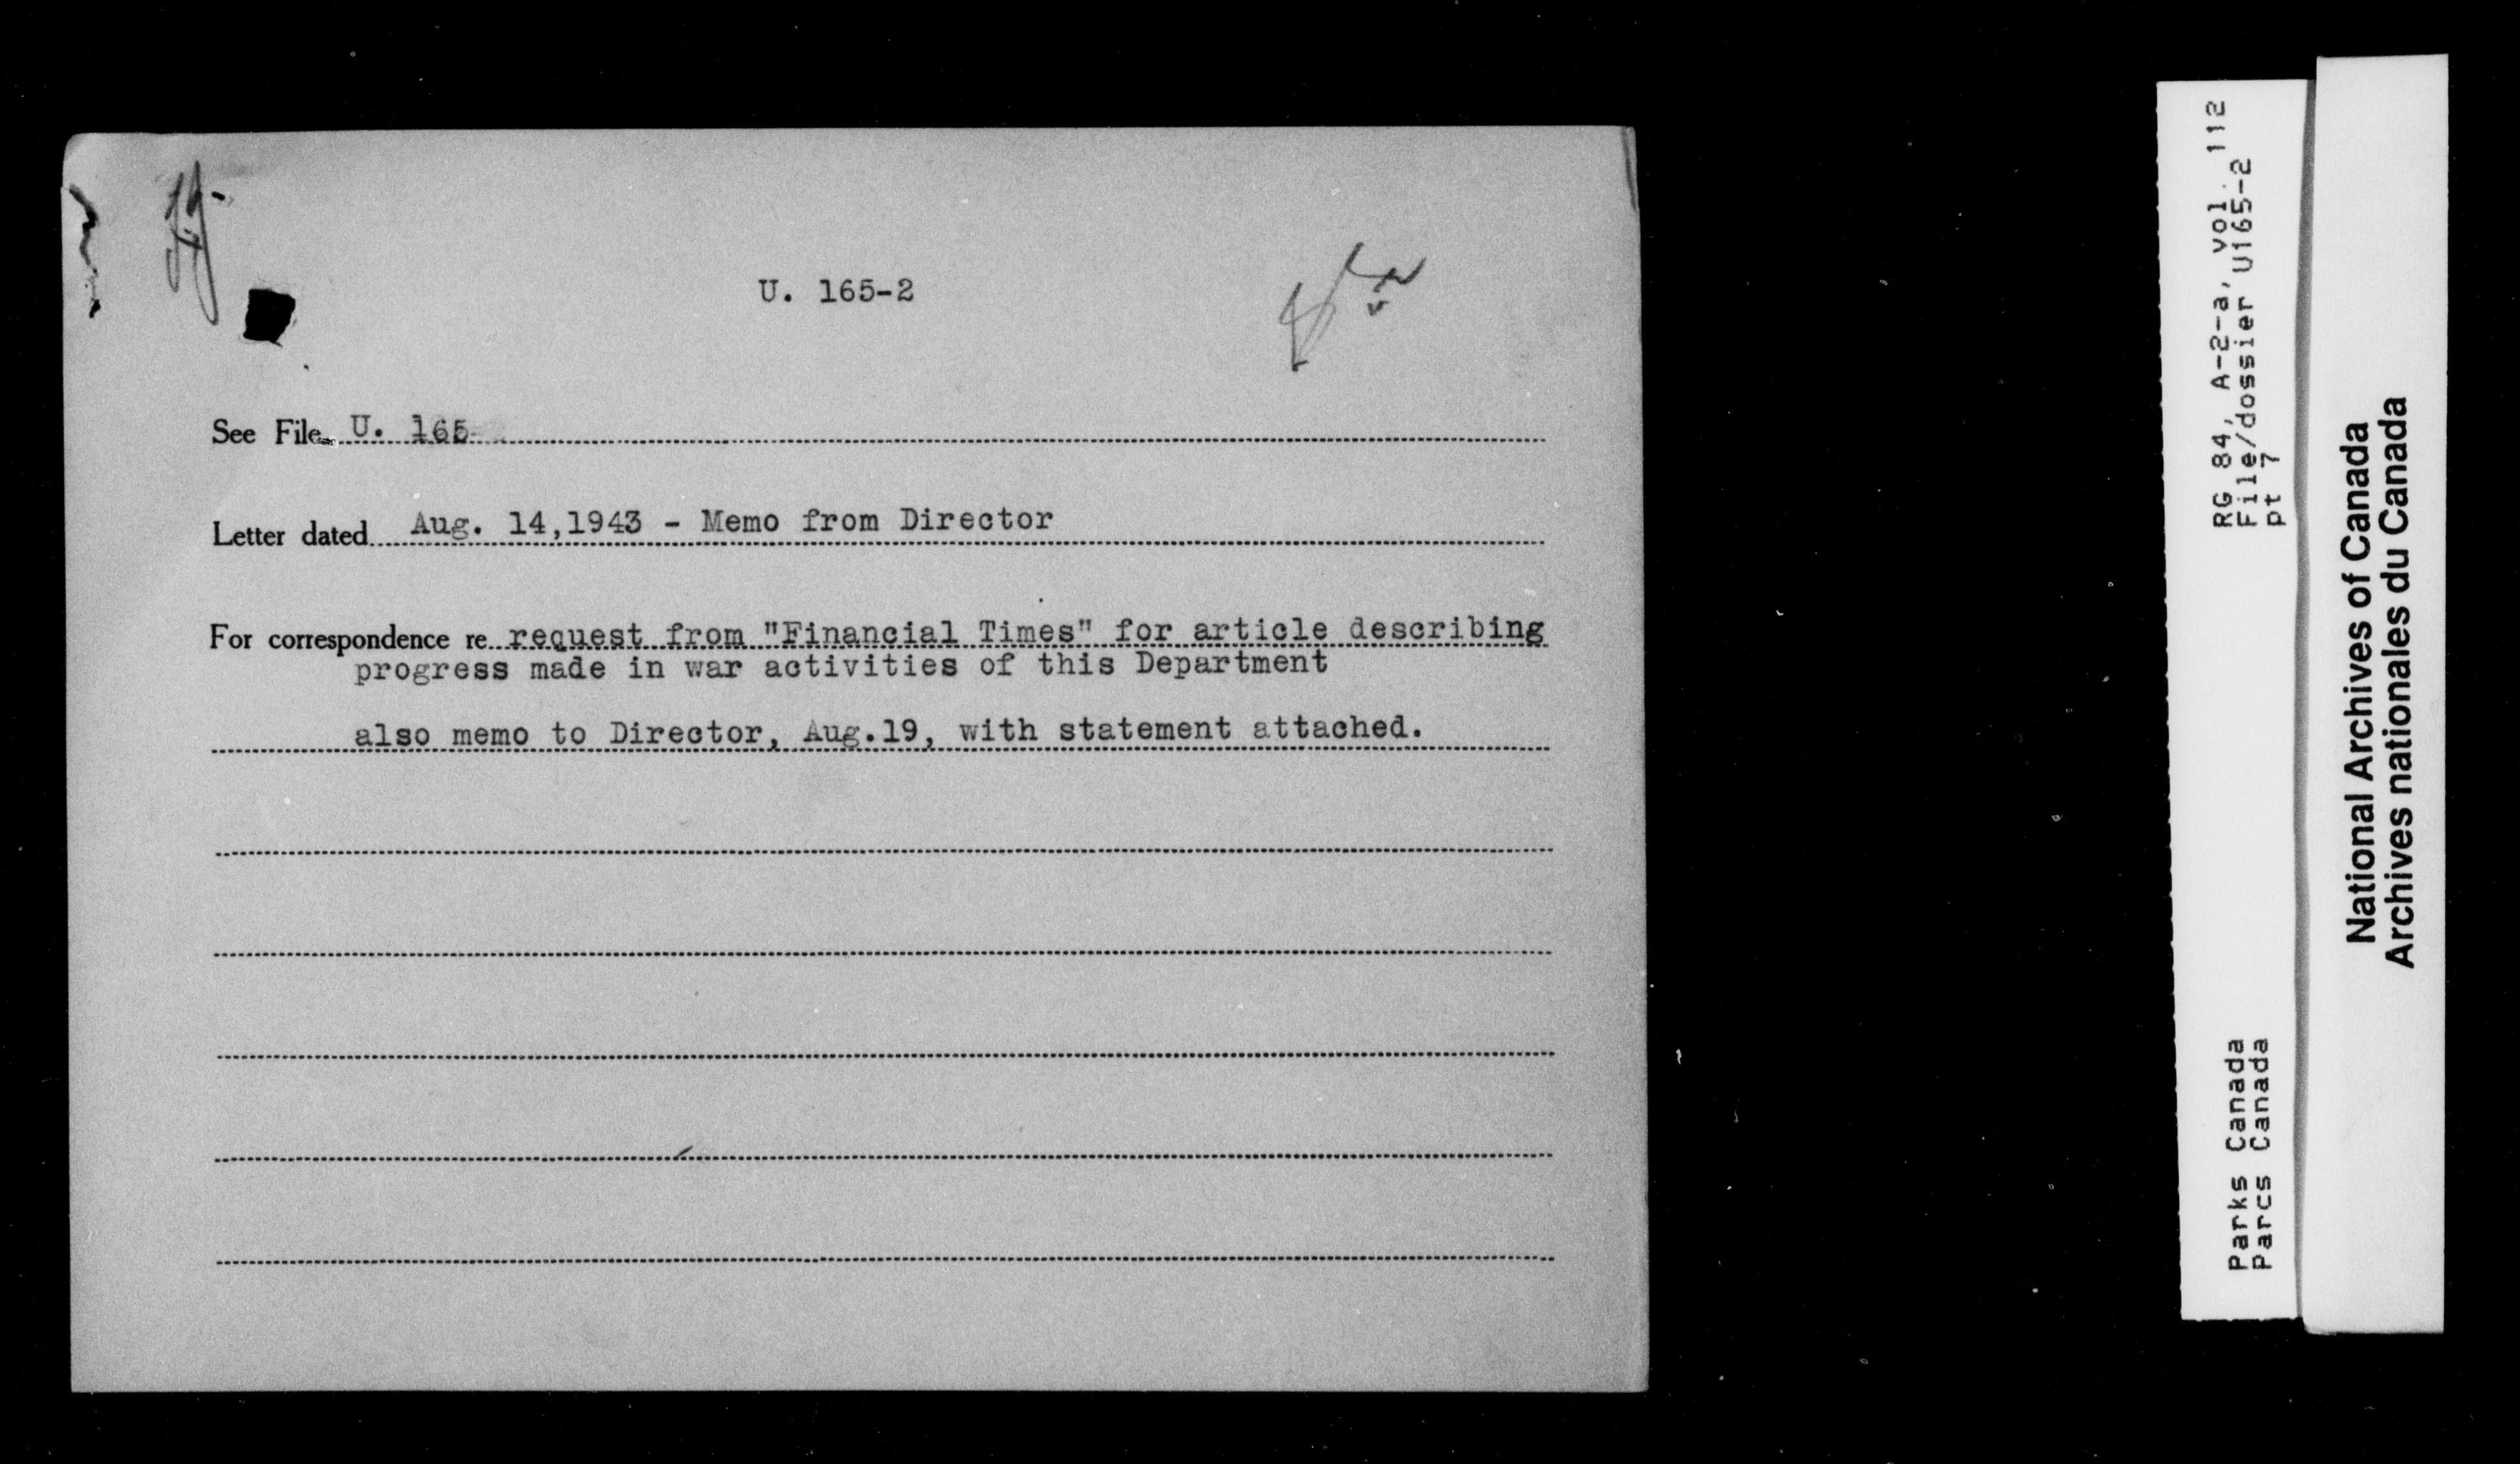 U. 165-2
See File U. 165
Letter dated Aug. 14,1943 - Memo from Director
For correspondence re request from "Financial Times" for article describing
progress made in war activities of this Department
also memo to Director, Aug.19, with statement attached.
RG 84, A-2-a, vol. 112
File/dossier U165-2
pt 7
Parks Canada
Parcs Canada
National Archives of Canada
Archives nationales du Canada